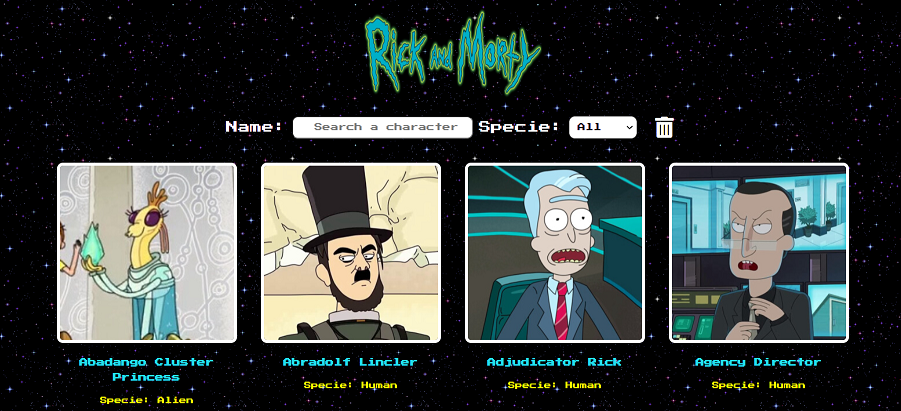 Rick and Morty
Name: Search a character Specie: All
Abadango Cluster
Princess
Specie: Alien
Abradolf Lincler
Specie: Human
Adjudicator Rick
Specie: Human
Agency Director
Specie: Human